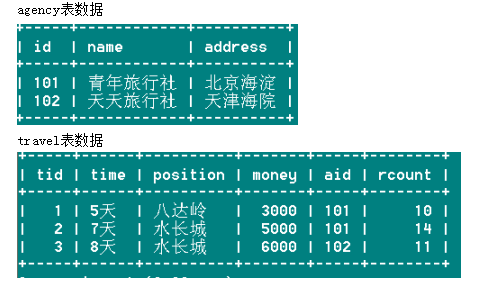 agency表数据
| id | name | address |
| 101 | 青年旅行社 | 北京海淀 |
| 102 | 天天旅行社 | 天津海院 |
travel表数据
| tid | time | position | money | aid | rcount |
| 1 | 5天 | 八达岭 | 3000 | 101 | 10 |
| 2 | 7天 | 水长城 | 5000 | 101 | 14 |
| 3 | 8天 | 水长城 | 6000 | 102 | 11 |